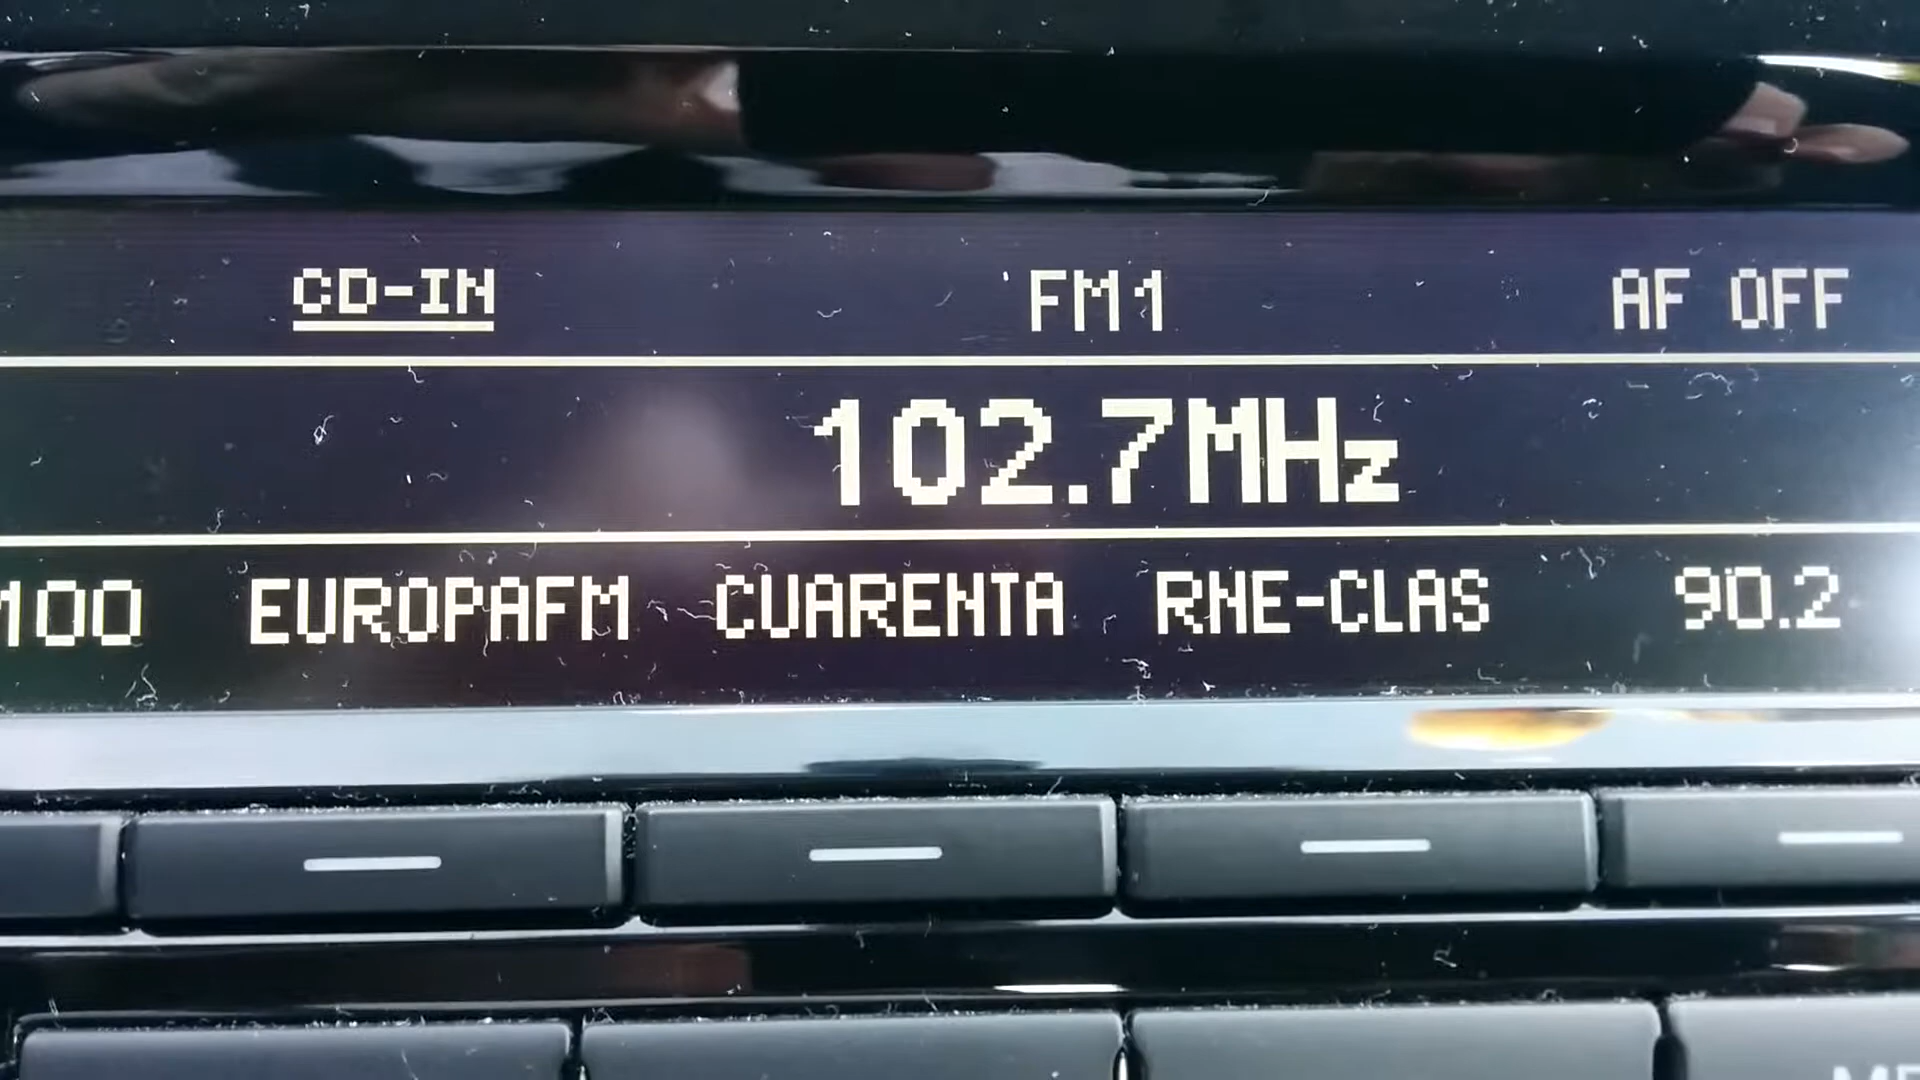 CD-IN FM1 AF OFF
102.7MHz
100 EUROPAFM CUARENTA RNE-CLAS 90.2